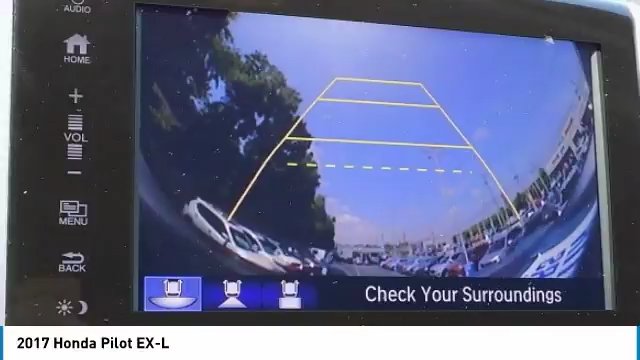 AUDIO
HOME
+
VOL
−
MENU
BACK
Check Your Surroundings
2017 Honda Pilot EX-L